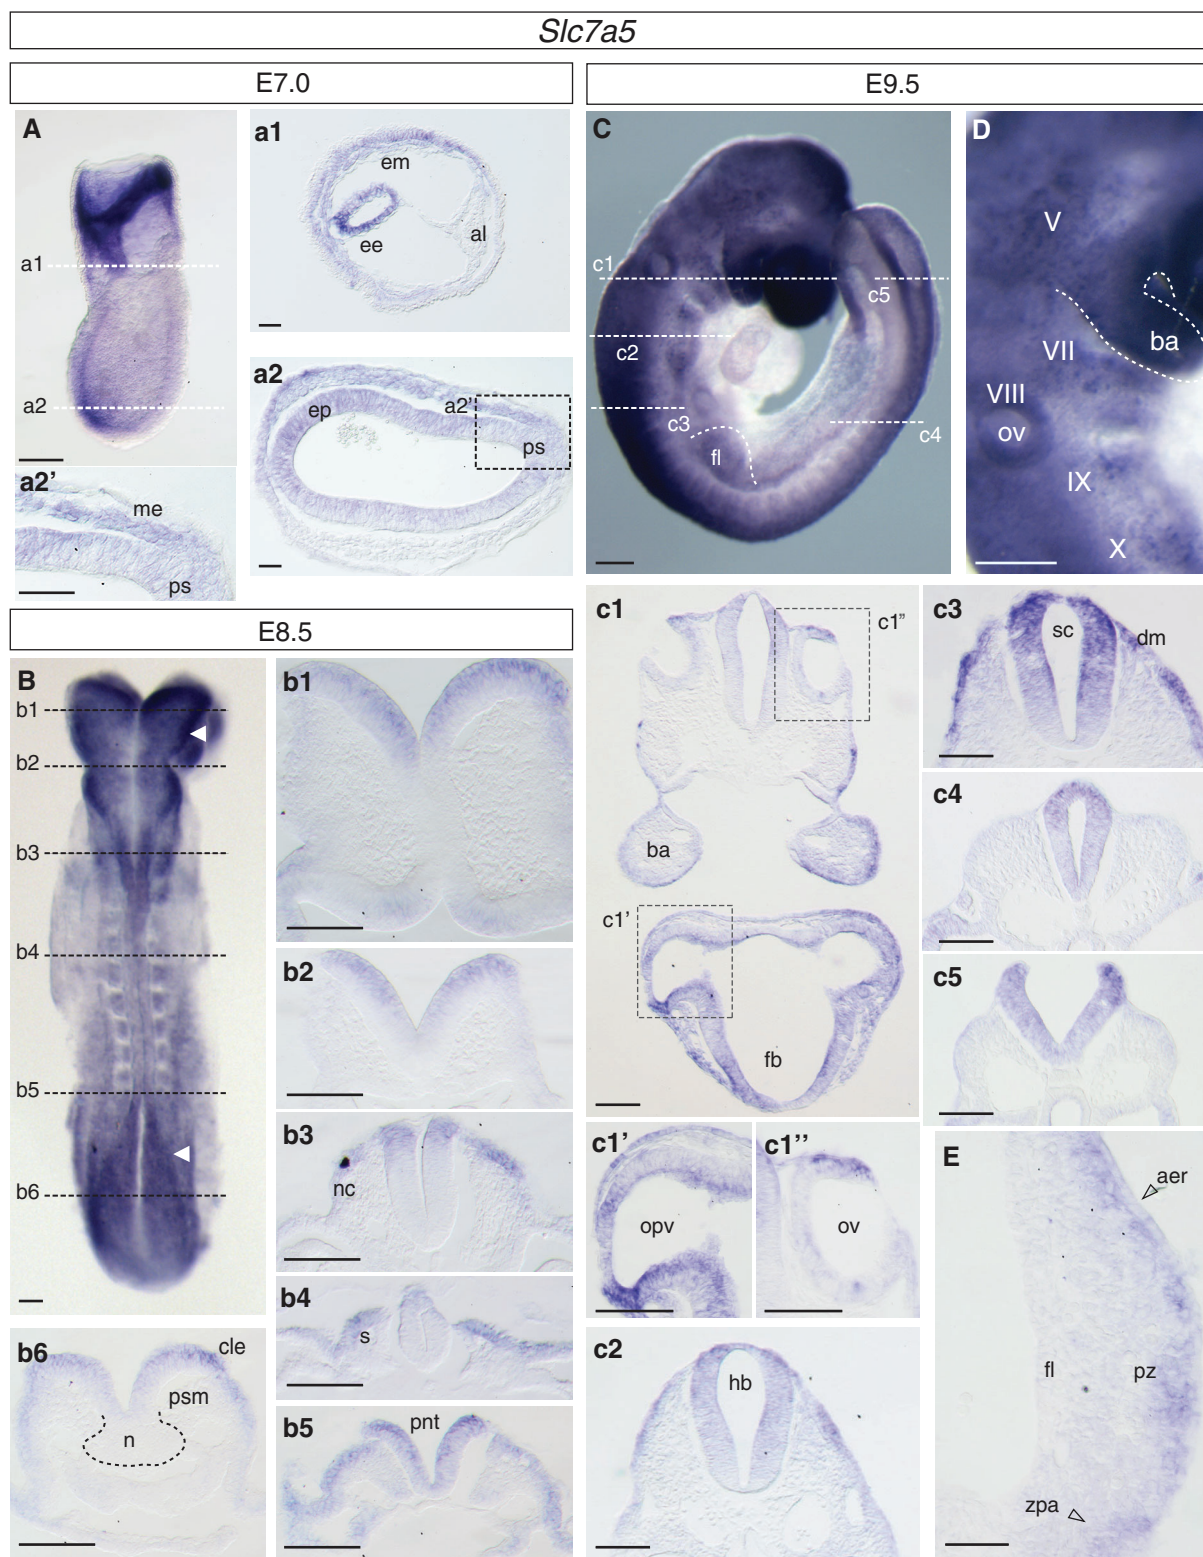 Slc7a5
E7.0
A
a1
a2
a1
em
ee
al
a2
ep
a2'
ps
a2'
me
ps
E8.5
B
b1
b2
b3
b4
b5
b6
b1
b2
b3
nc
b4
s
b5
pnt
b6
cle
psm
n
E9.5
C
c1
c2
c3
c4
c5
fl
D
V
VII
VIII
ov
ba
IX
X
c1
c1''
ba
c1'
fb
c1'
opv
c1''
ov
c2
hb
c3
sc
dm
c4
c5
E
aer
fl
pz
zpa